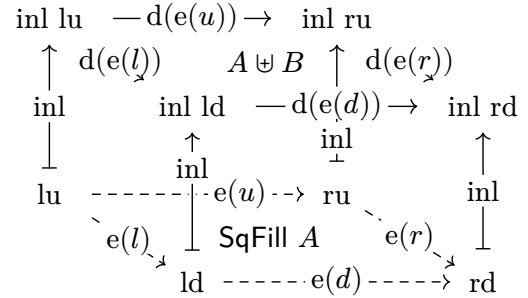 inl lu d(e(u)) inl ru
d(e(l)) A ⊎ B d(e(r))
inl inl ld d(e(d)) inl rd
inl inl inl
lu e(u) ru
e(l) SqFill A e(r)
ld e(d) rd